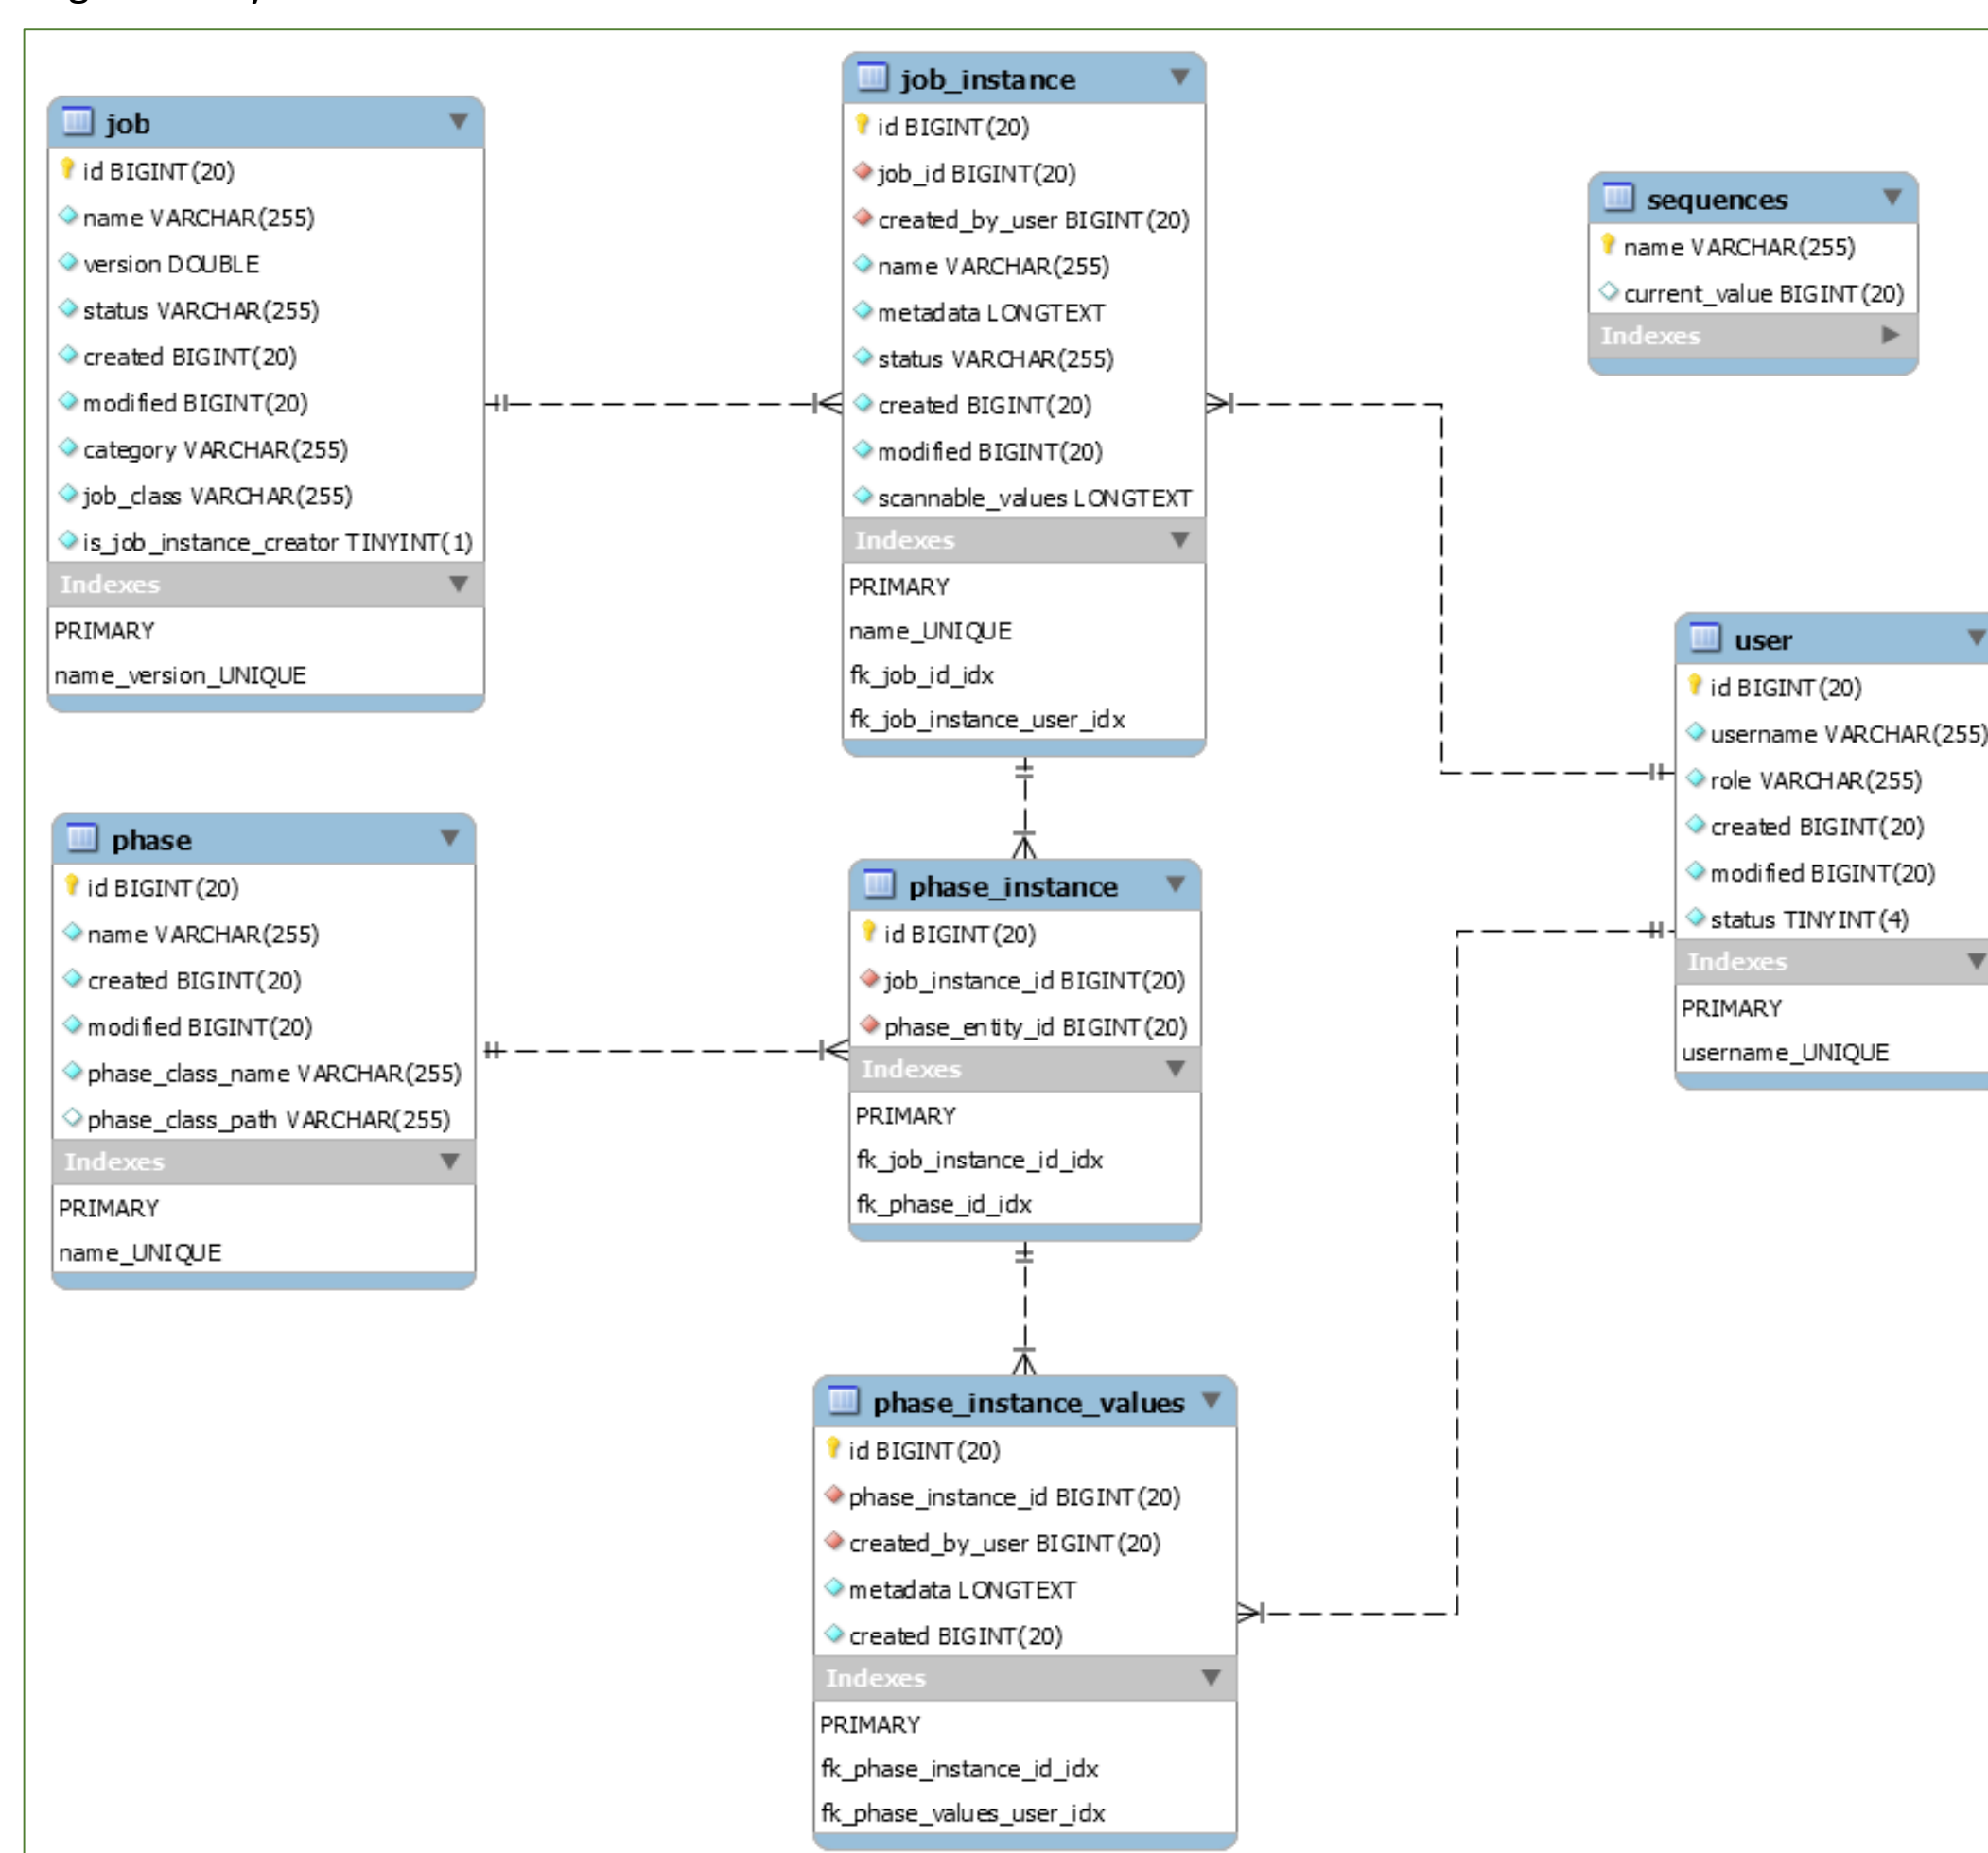 job
id BIGINT(20)
name VARCHAR(255)
version DOUBLE
status VARCHAR(255)
created BIGINT(20)
modified BIGINT(20)
category VARCHAR(255)
job_class VARCHAR(255)
is_job_instance_creator TINYINT(1)
Indexes
PRIMARY
name_version_UNIQUE
job_instance
id BIGINT(20)
job_id BIGINT(20)
created_by_user BIGINT(20)
name VARCHAR(255)
metadata LONGTEXT
status VARCHAR(255)
created BIGINT(20)
modified BIGINT(20)
scannable_values LONGTEXT
Indexes
PRIMARY
name_UNIQUE
fk_job_id_idx
fk_job_instance_user_idx
sequences
name VARCHAR(255)
current_value BIGINT(20)
Indexes
user
id BIGINT(20)
username VARCHAR(255)
role VARCHAR(255)
created BIGINT(20)
modified BIGINT(20)
status TINYINT(4)
Indexes
PRIMARY
username_UNIQUE
phase
id BIGINT(20)
name VARCHAR(255)
created BIGINT(20)
modified BIGINT(20)
phase_class_name VARCHAR(255)
phase_class_path VARCHAR(255)
Indexes
PRIMARY
name_UNIQUE
phase_instance
id BIGINT(20)
job_instance_id BIGINT(20)
phase_entity_id BIGINT(20)
Indexes
PRIMARY
fk_job_instance_id_idx
fk_phase_id_idx
phase_instance_values
id BIGINT(20)
phase_instance_id BIGINT(20)
created_by_user BIGINT(20)
metadata LONGTEXT
created BIGINT(20)
Indexes
PRIMARY
fk_phase_instance_id_idx
fk_phase_values_user_idx